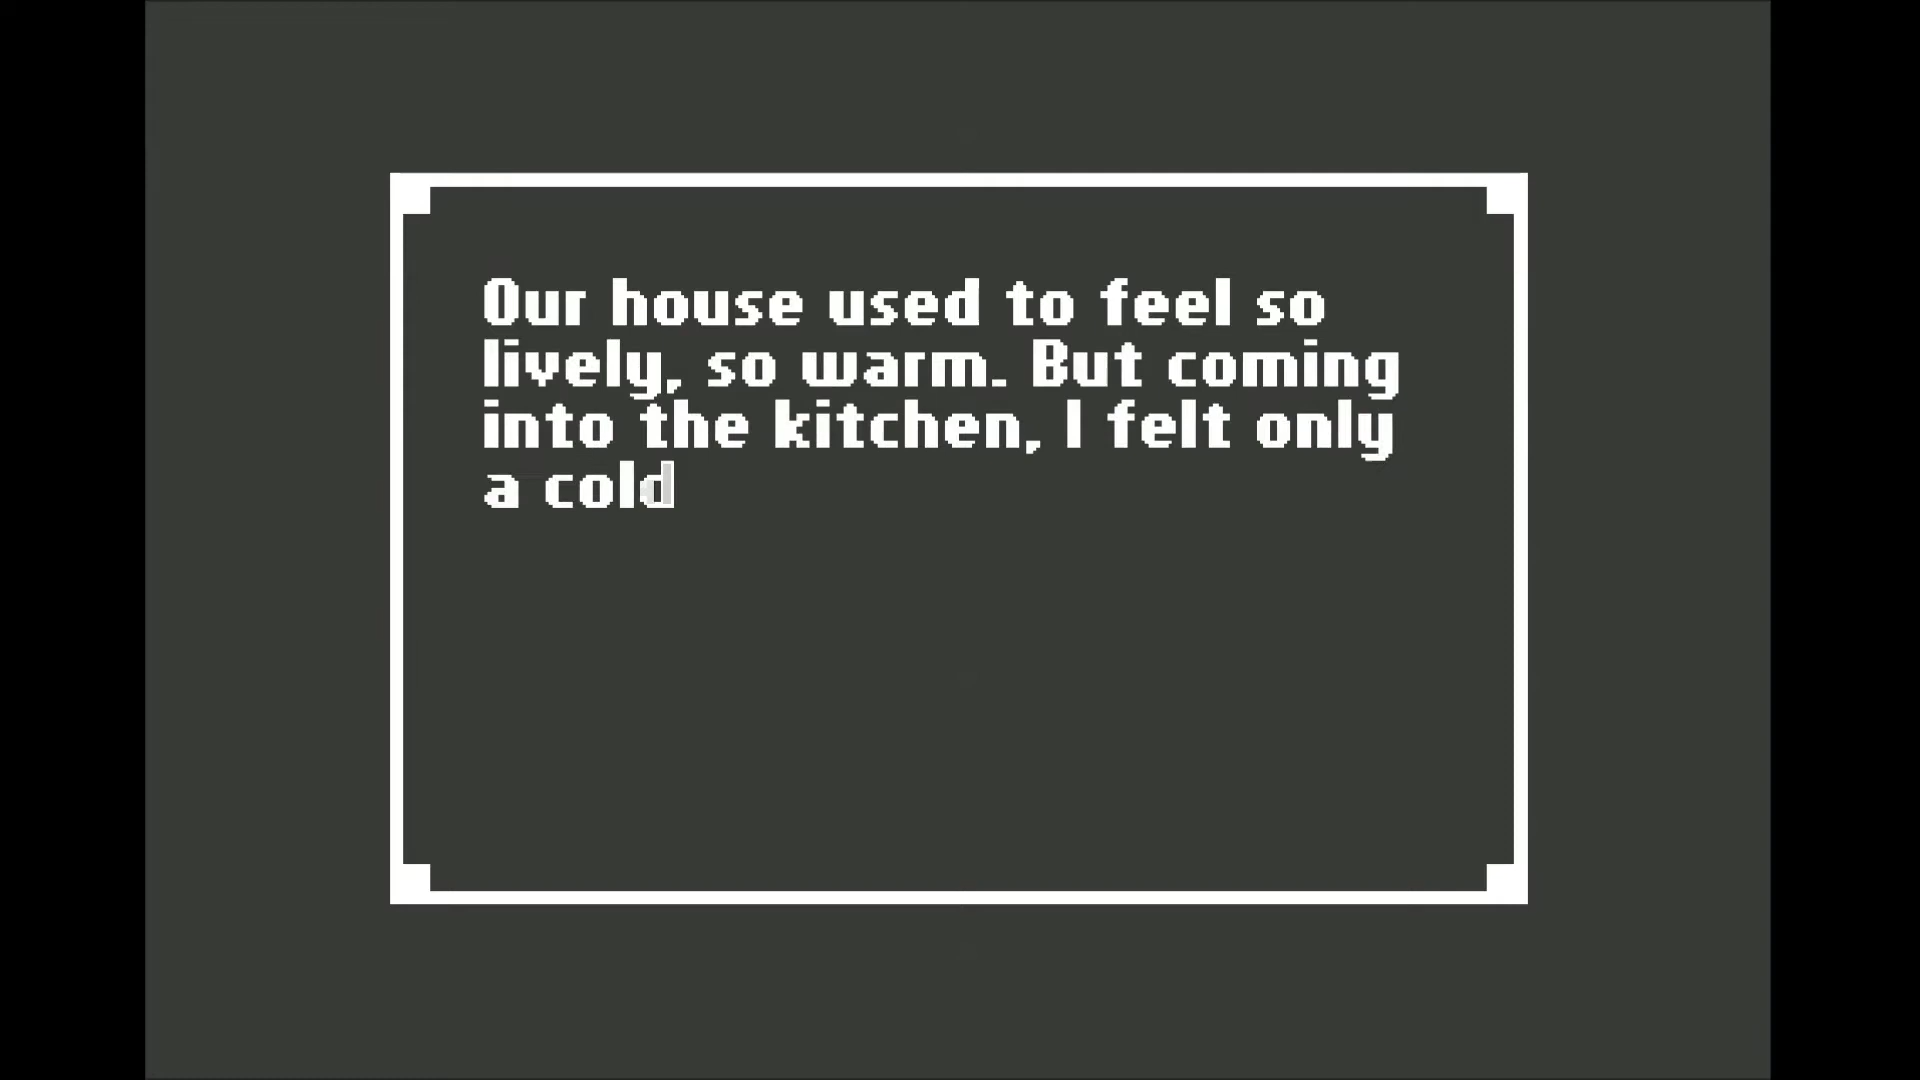 Our house used to feel so
lively, so warm. But coming
into the kitchen, I felt only
a cold